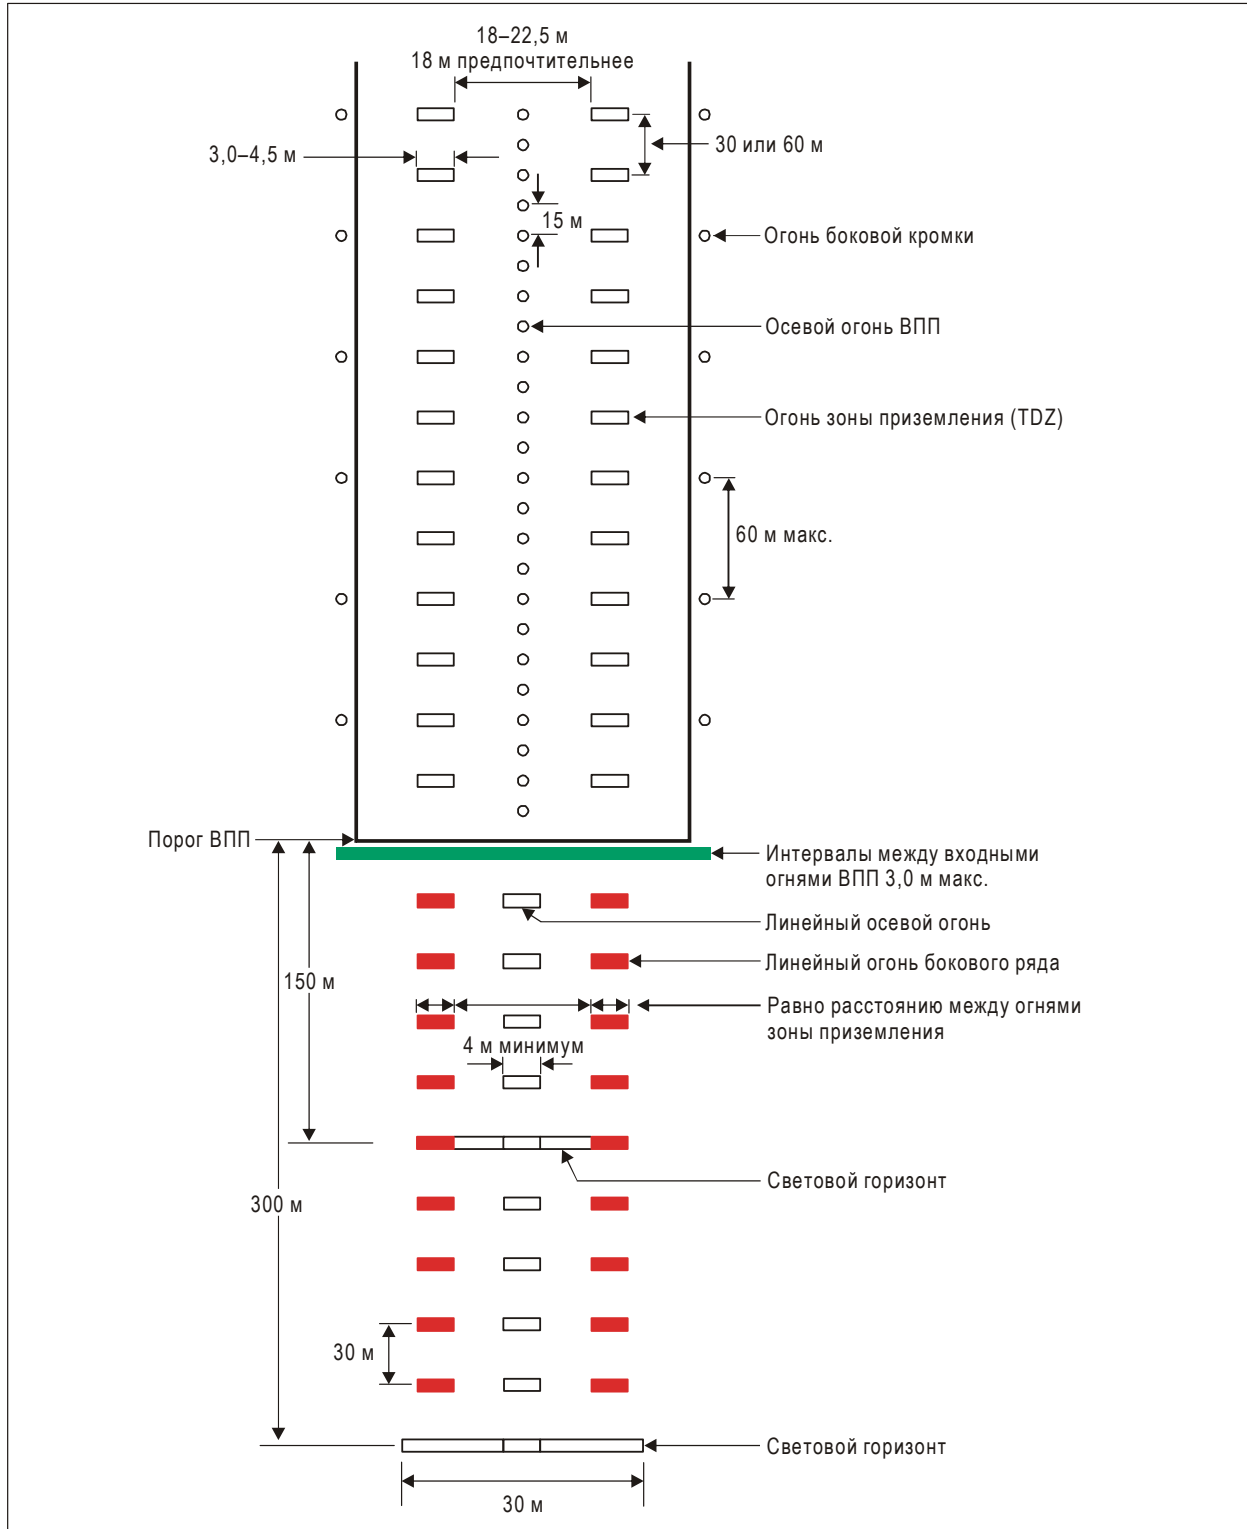 18–22,5 м
18 м предпочтительнее
3,0–4,5 м
30 или 60 м
15 м
Огонь боковой кромки
Осевой огонь ВПП
Огонь зоны приземления (TDZ)
60 м макс.
Порог ВПП
Интервалы между входными
огнями ВПП 3,0 м макс.
Линейный осевой огонь
Линейный огонь бокового ряда
150 м
Равно расстоянию между огнями
зоны приземления
4 м минимум
Световой горизонт
300 м
30 м
Световой горизонт
30 м